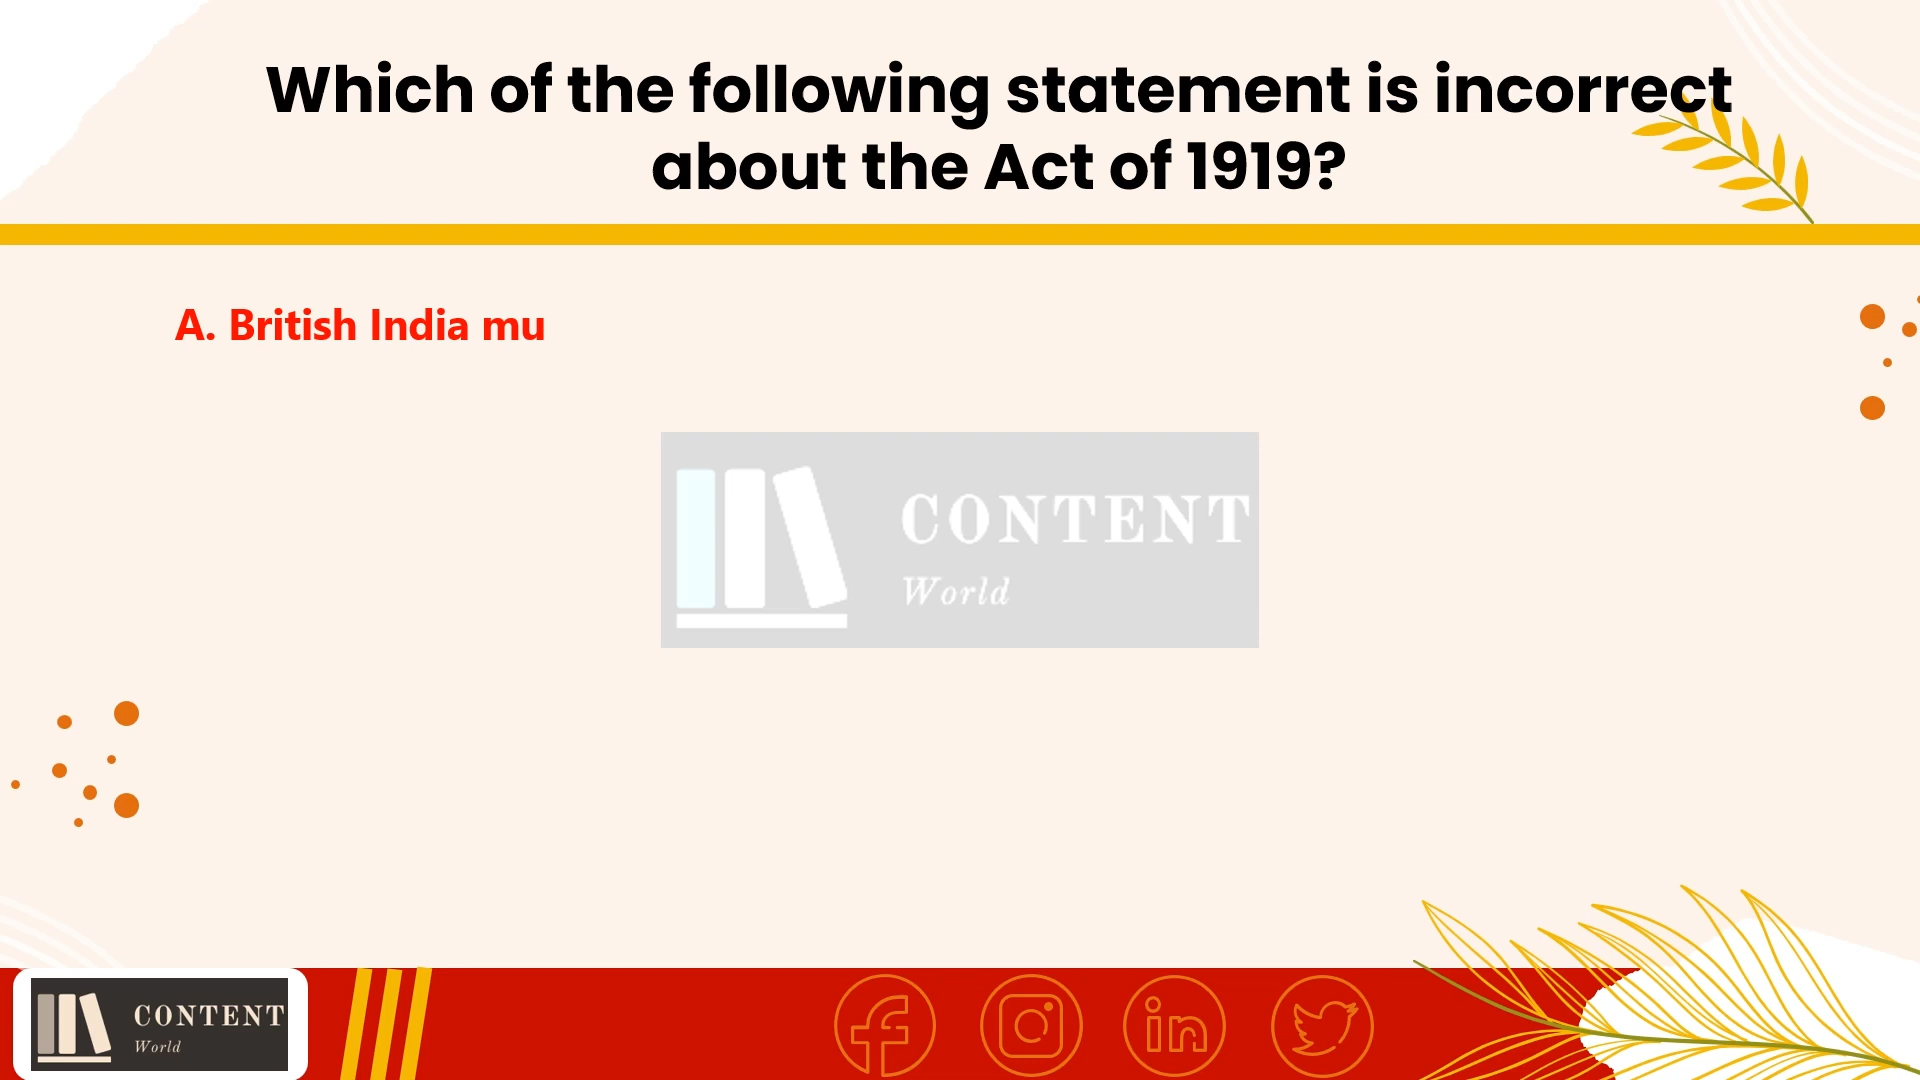 Which of the following statement is incorrect
about the Act of 1919?
A. British India mu
CONTENT
World
CONTENT
World